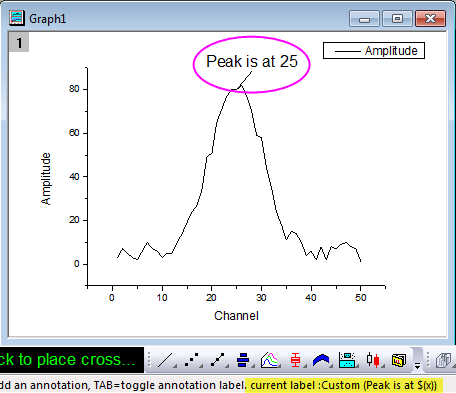 Graph1
1
Peak is at 25
Amplitude
80
60
40
20
0
Amplitude
0 10 20 30 40 50
Channel
ck to place cross...
dd an annotation, TAB=toggle annotation label. current label :Custom (Peak is at $(x))